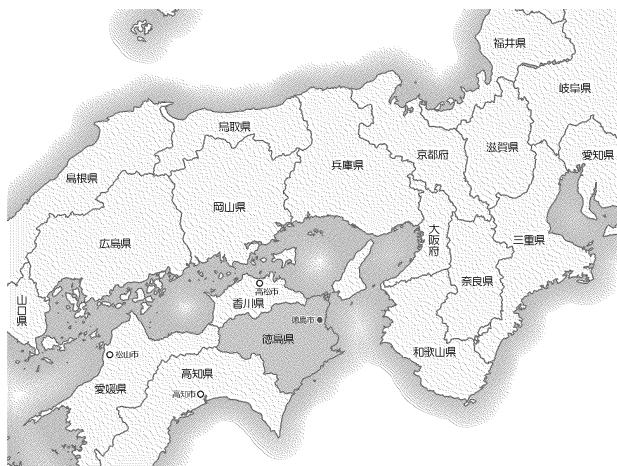 福井県
岐阜県
愛知県
滋賀県
京都府
鳥取県
兵庫県
島根県
岡山県
広島県
大阪府
三重県
奈良県
山口県
高松市
香川県
徳島市
徳島県
和歌山県
松山市
愛媛県
高知県
高知市